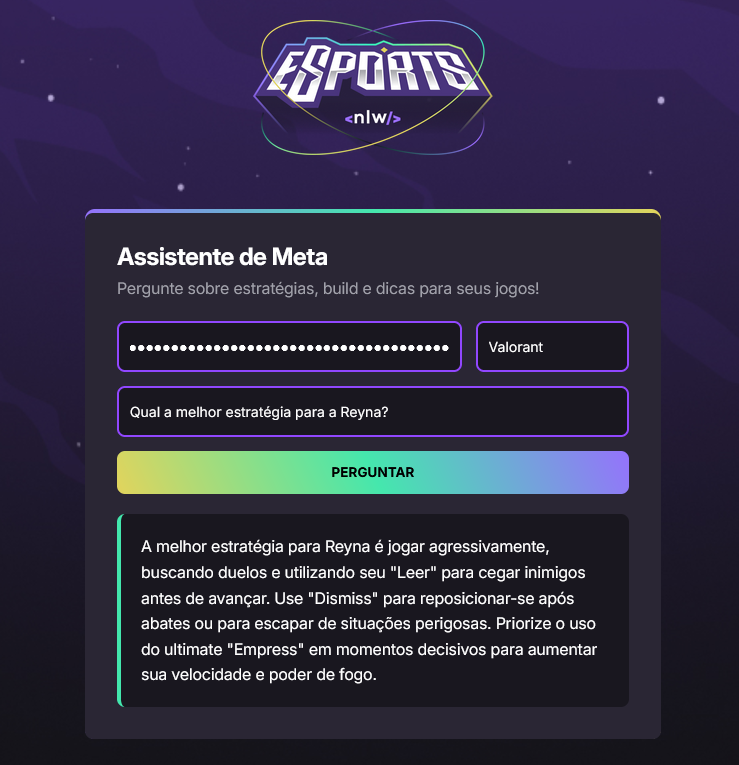 ESPORTS
<nlw/>
Assistente de Meta
Pergunte sobre estratégias, build e dicas para seus jogos!
••••••••••••••••••••••••••••••••••••••• Valorant
Qual a melhor estratégia para a Reyna?
PERGUNTAR
A melhor estratégia para Reyna é jogar agressivamente,
buscando duelos e utilizando seu "Leer" para cegar inimigos
antes de avançar. Use "Dismiss" para reposicionar-se após
abates ou para escapar de situações perigosas. Priorize o uso
do ultimate "Empress" em momentos decisivos para aumentar
sua velocidade e poder de fogo.